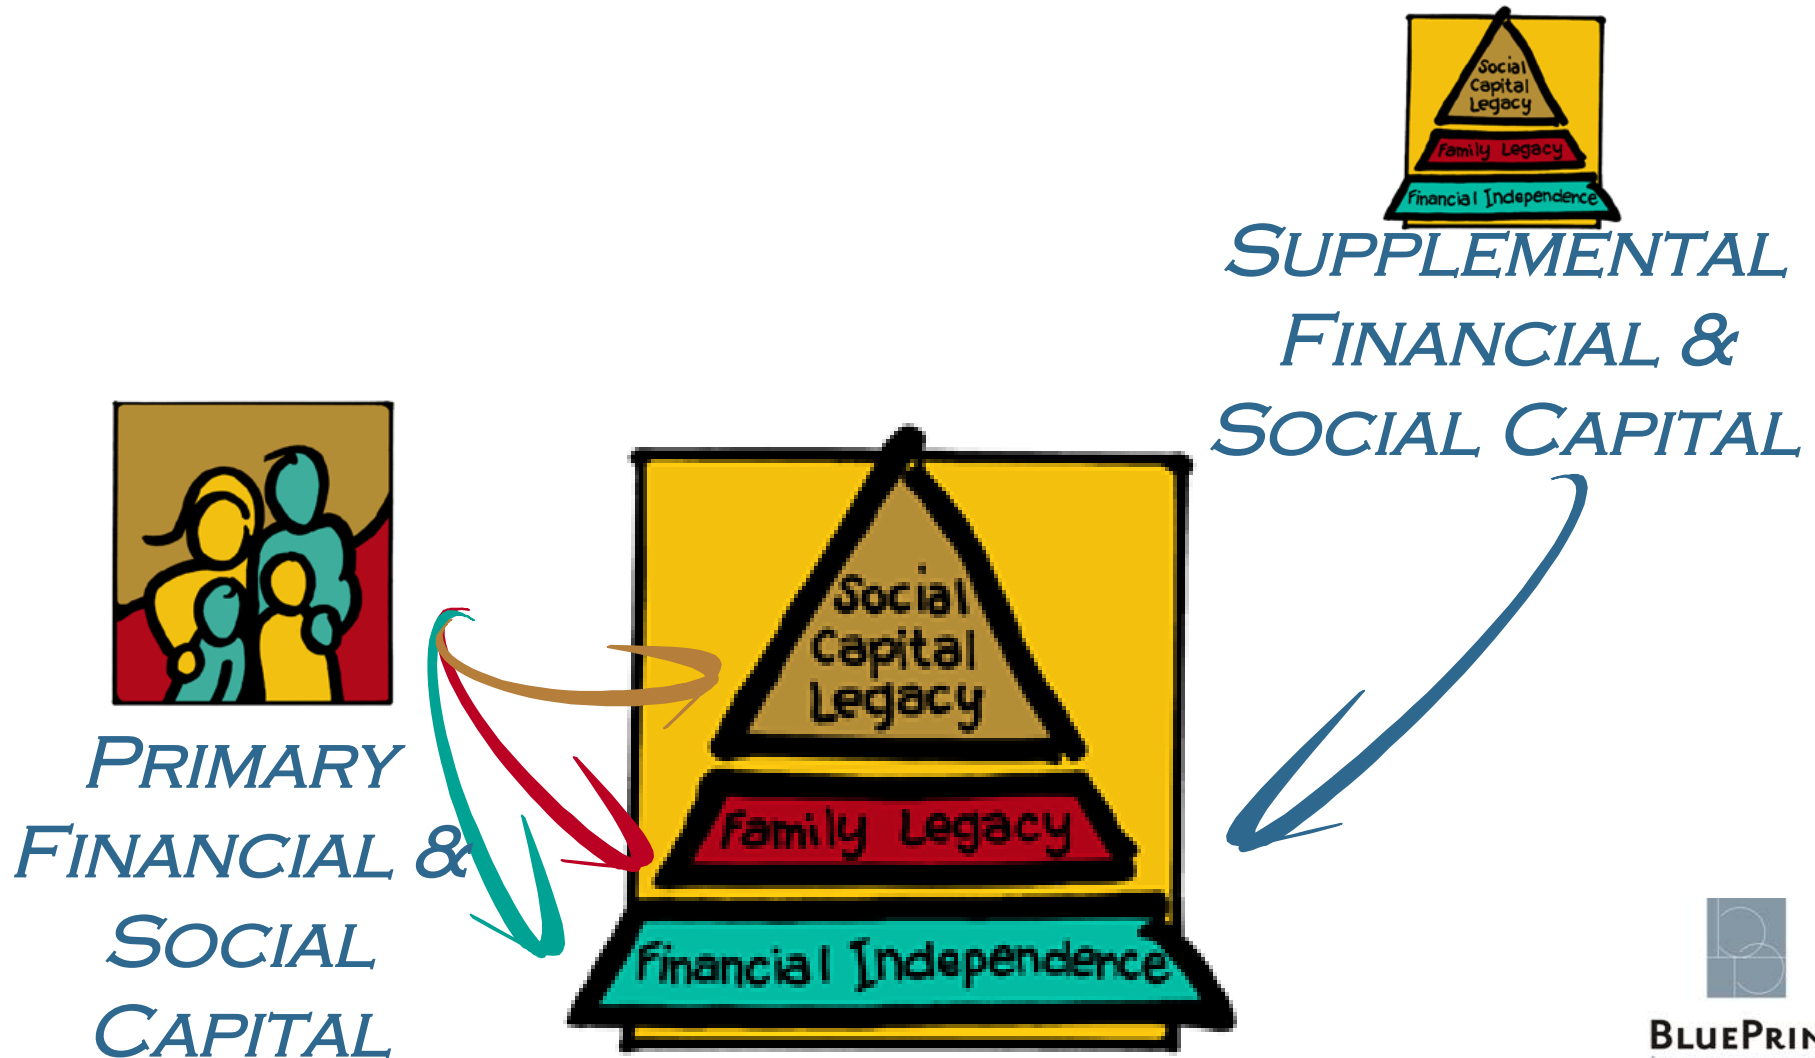 Social
Capital
Legacy
Family Legacy
Financial Independence
SUPPLEMENTAL
FINANCIAL &
SOCIAL CAPITAL
PRIMARY
FINANCIAL &
SOCIAL
CAPITAL
Social
Capital
Legacy
Family Legacy
Financial Independence
BLUEPRIN